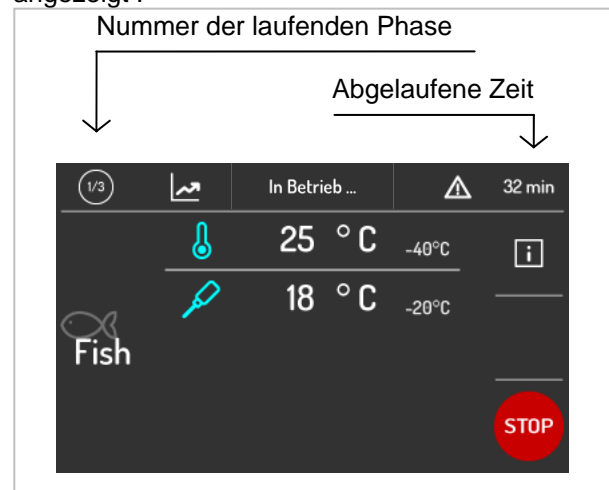 angezeigt .
Nummer der laufenden Phase
Abgelaufene Zeit
1/3 In Betrieb ... 32 min
25 °C -40°C i
18 °C -20°C
Fish
STOP